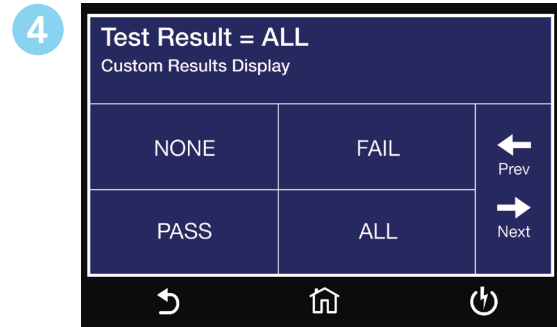 4
Test Result = ALL
Custom Results Display
NONE
FAIL
Prev
PASS
ALL
Next